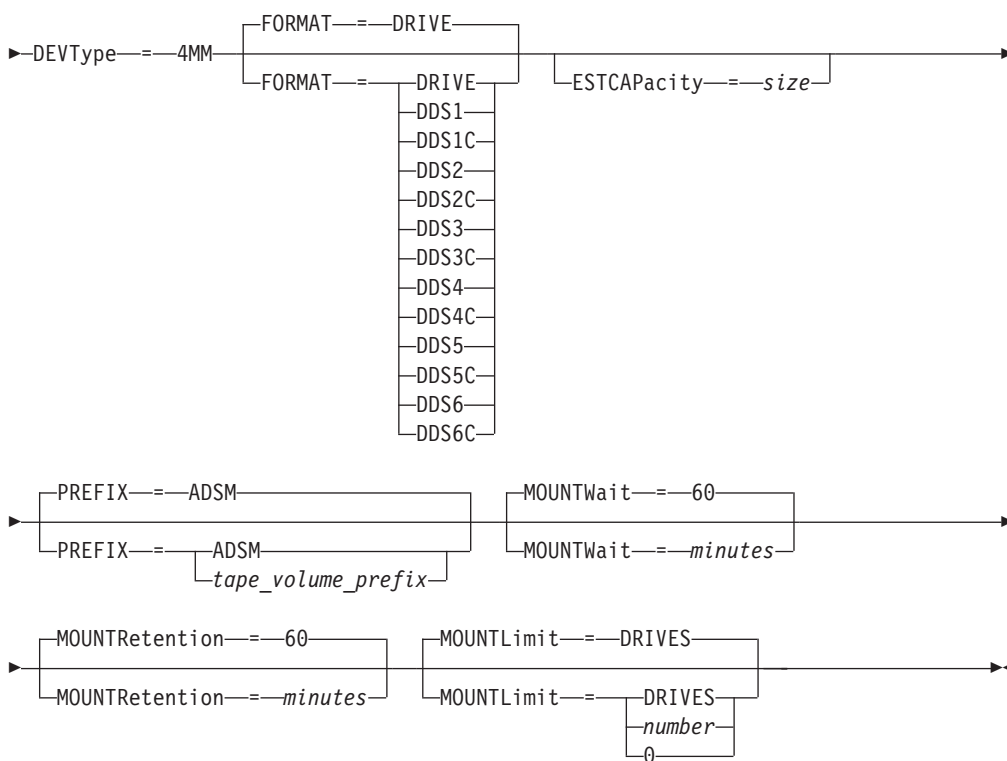 FORMAT = DRIVE
DEVType = 4MM
FORMAT = DRIVE
DDS1
DDS1C
DDS2
DDS2C
DDS3
DDS3C
DDS4
DDS4C
DDS5
DDS5C
DDS6
DDS6C
ESTCAPacity = size
PREFIX = ADSM
PREFIX = ADSM
tape_volume_prefix
MOUNTWait = 60
MOUNTWait = minutes
MOUNTRetention = 60
MOUNTRetention = minutes
MOUNTLimit = DRIVES
MOUNTLimit = DRIVES
number
0